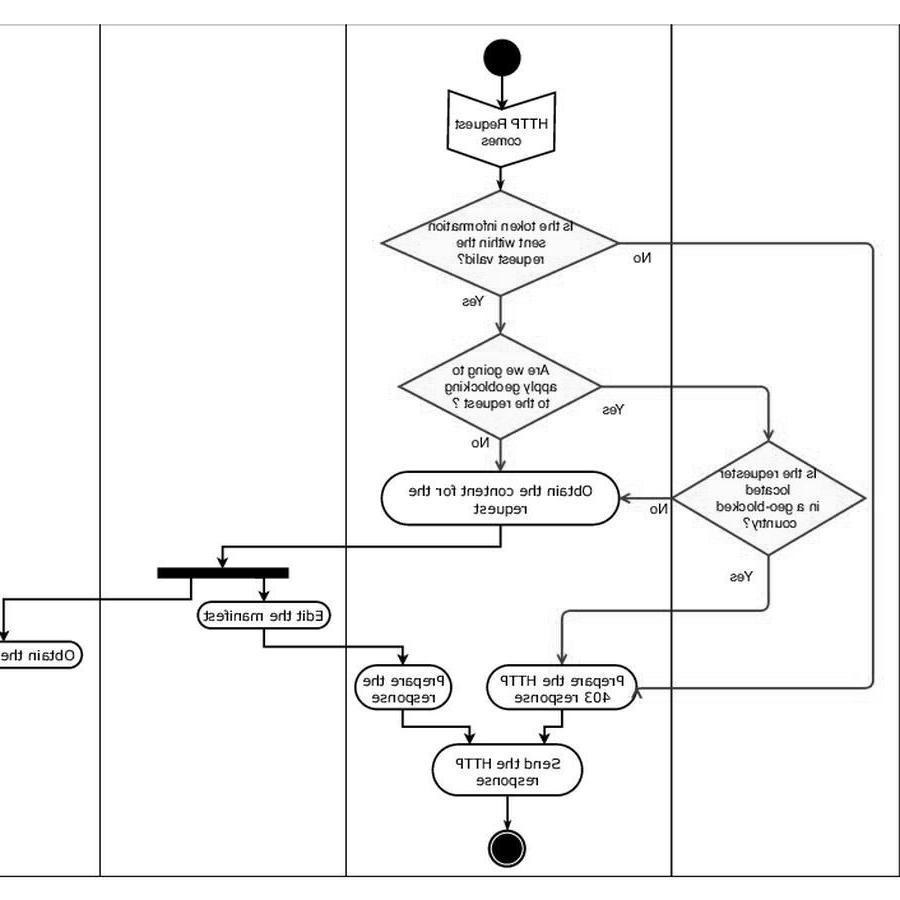 HTTP Request
comes
Is the token information
sent within the
request valid?
No
Yes
Are we going to
apply geoblocking
to the request ?
Yes
No
Is the requester
located
in a geo-blocked
country?
Obtain the content for the
request
No
Yes
Edit the manifest
Obtain the
Prepare the
response
Prepare the HTTP
403 response
Send the HTTP
response